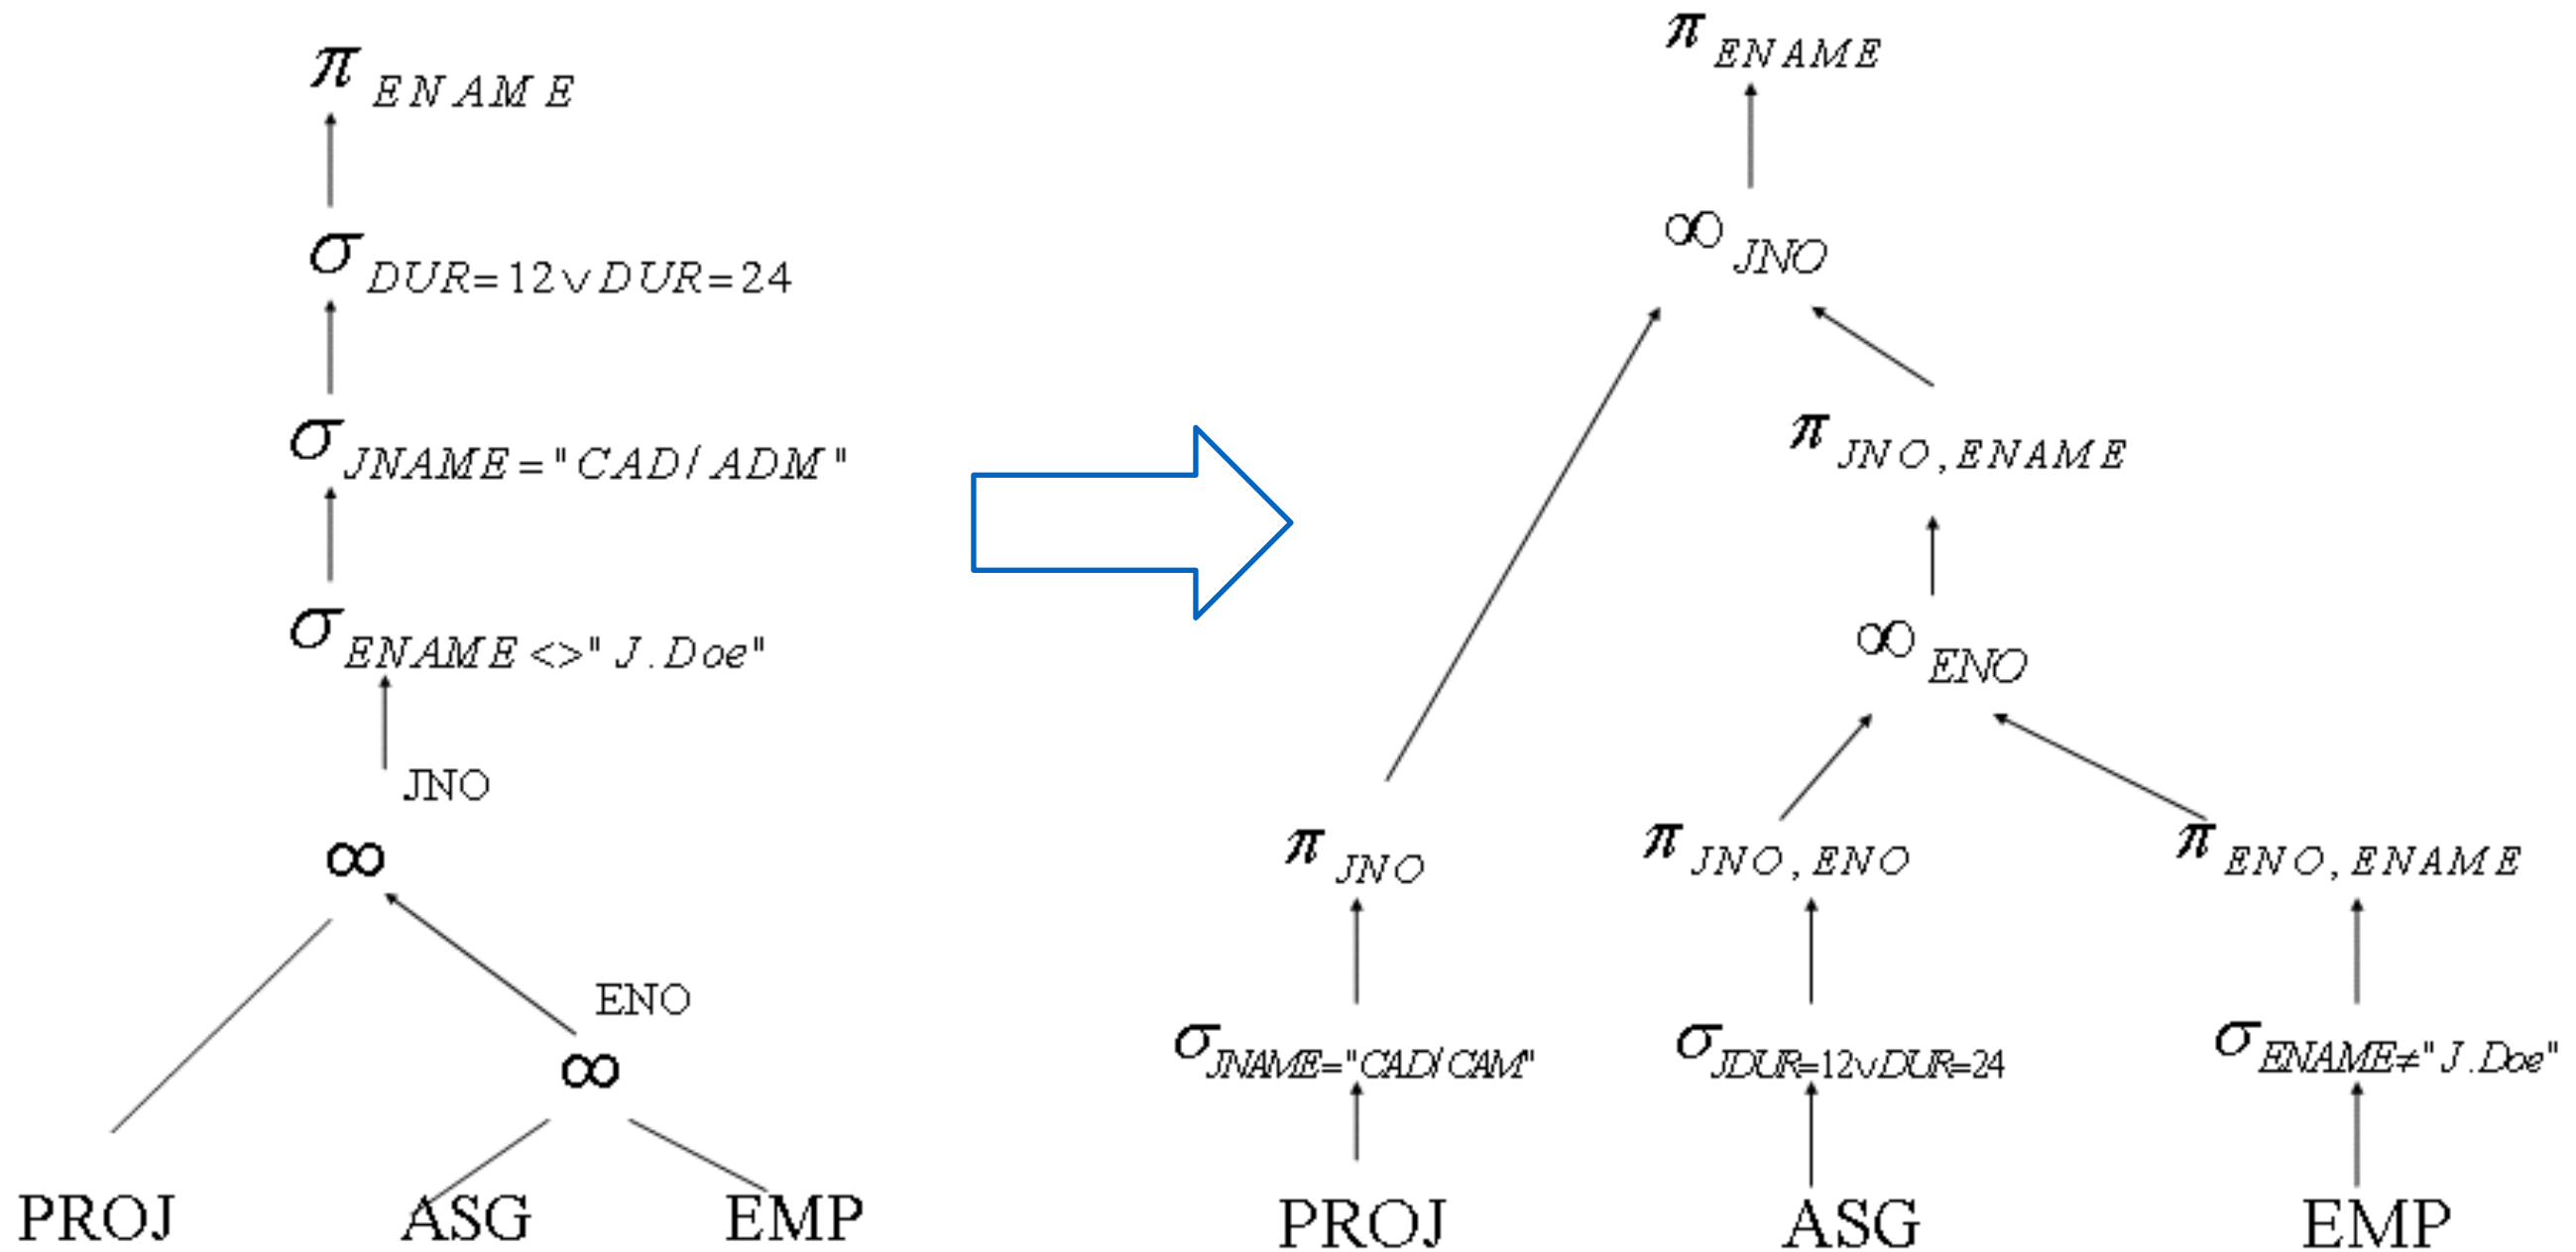 π ENAME
σ DUR=12∨DUR=24
σ JNAME="CAD/ADM"
σ ENAME<>"J.Doe"
JNO
∞
ENO
∞
PROJ ASG EMP
π ENAME
∞ JNO
π JNO,ENAME
∞ ENO
π JNO π JNO,ENO π ENO,ENAME
σ JNAME="CAD/CAM" σ JDUR=12∨DUR=24 σ ENAME≠"J.Doe"
PROJ ASG EMP